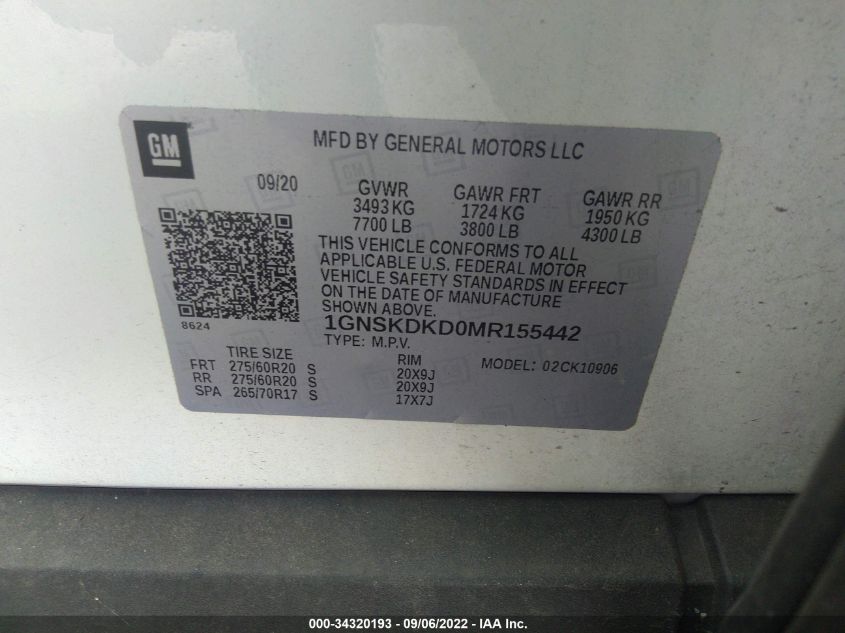 GM
MFD BY GENERAL MOTORS LLC
09/20 GVWR GAWR FRT GAWR RR
3493 KG 1724 KG 1950 KG
7700 LB 3800 LB 4300 LB
THIS VEHICLE CONFORMS TO ALL
APPLICABLE U.S. FEDERAL MOTOR
VEHICLE SAFETY STANDARDS IN EFFECT
ON THE DATE OF MANUFACTURE
SHOWN ABOVE.
8624
1GNSKDKD0MR155442
TYPE: M.P.V.
TIRE SIZE RIM MODEL: 02CK10906
FRT 275/60R20 S 20X9J
RR 275/60R20 S 20X9J
SPA 265/70R17 S 17X7J
000-34320193 - 09/06/2022 - IAA Inc.